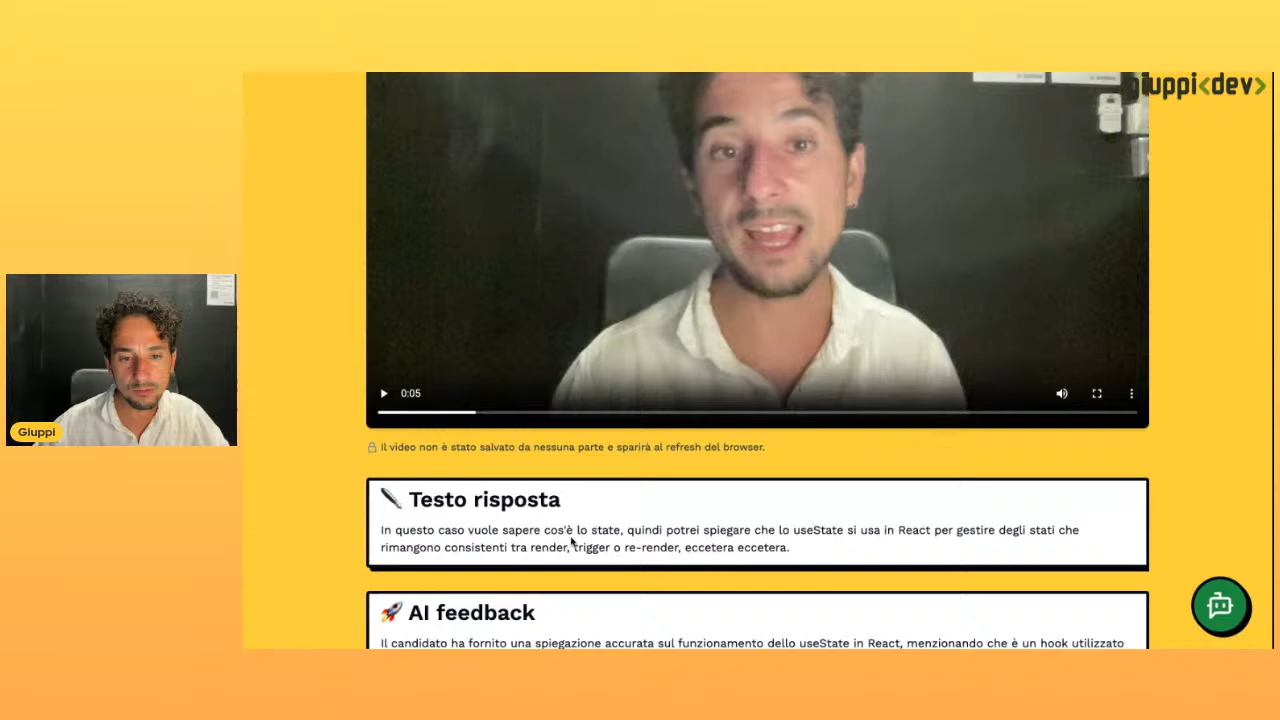 giuppi<dev>
Giuppi
0:05
Il video non è stato salvato da nessuna parte e sparirà al refresh del browser.
Testo risposta
In questo caso vuole sapere cos'è lo state, quindi potrei spiegare che lo useState si usa in React per gestire degli stati che
rimangono consistenti tra render, trigger o re-render, eccetera eccetera.
AI feedback
Il candidato ha fornito una spiegazione accurata sul funzionamento dello useState in React, menzionando che è un hook utilizzato